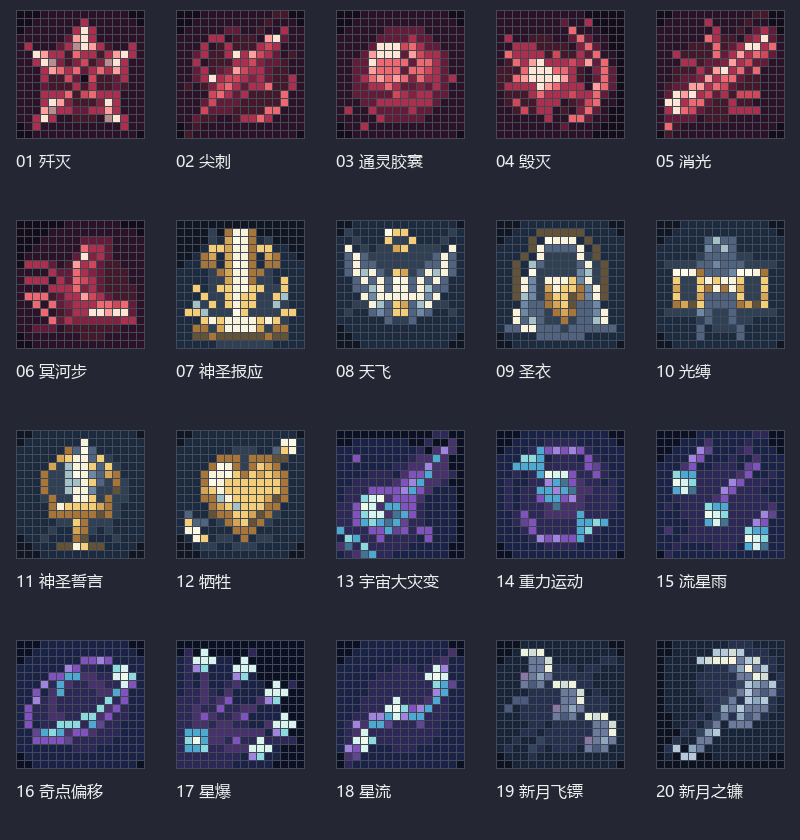 01 歼灭
02 尖刺
03 通灵胶囊
04 毁灭
05 消光
06 冥河步
07 神圣报应
08 天飞
09 圣衣
10 光缚
11 神圣誓言
12 牺牲
13 宇宙大灾变
14 重力运动
15 流星雨
16 奇点偏移
17 星爆
18 星流
19 新月飞镖
20 新月之镰